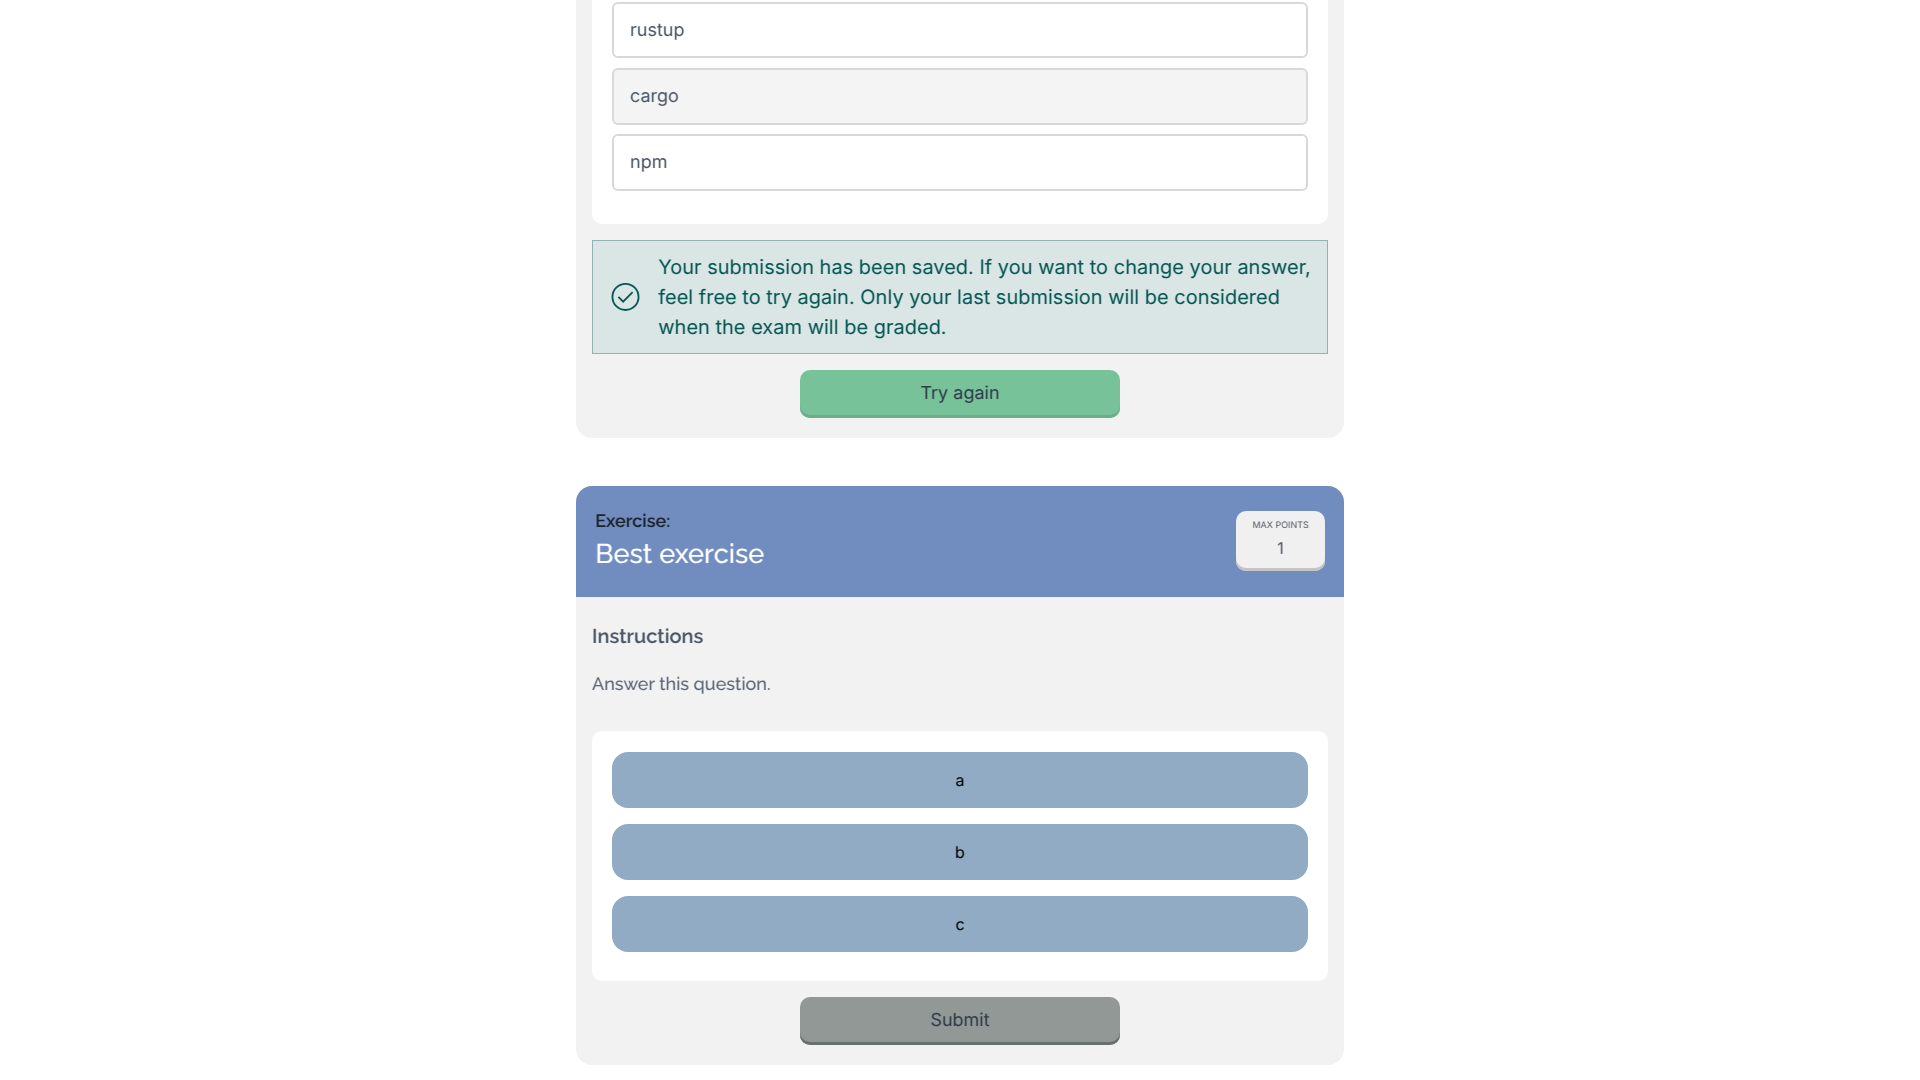 rustup
cargo
npm
Your submission has been saved. If you want to change your answer,
feel free to try again. Only your last submission will be considered
when the exam will be graded.
Try again
Exercise:
Best exercise
MAX POINTS
1
Instructions
Answer this question.
a
b
c
Submit